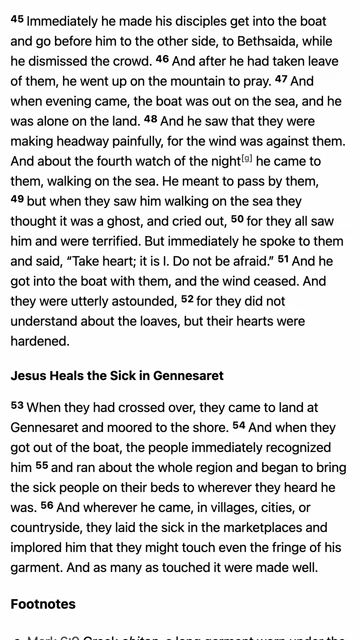 45 Immediately he made his disciples get into the boat
and go before him to the other side, to Bethsaida, while
he dismissed the crowd. 46 And after he had taken leave
of them, he went up on the mountain to pray. 47 And
when evening came, the boat was out on the sea, and he
was alone on the land. 48 And he saw that they were
making headway painfully, for the wind was against them.
And about the fourth watch of the night[g] he came to
them, walking on the sea. He meant to pass by them,
49 but when they saw him walking on the sea they
thought it was a ghost, and cried out, 50 for they all saw
him and were terrified. But immediately he spoke to them
and said, “Take heart; it is I. Do not be afraid.” 51 And he
got into the boat with them, and the wind ceased. And
they were utterly astounded, 52 for they did not
understand about the loaves, but their hearts were
hardened.
Jesus Heals the Sick in Gennesaret
53 When they had crossed over, they came to land at
Gennesaret and moored to the shore. 54 And when they
got out of the boat, the people immediately recognized
him 55 and ran about the whole region and began to bring
the sick people on their beds to wherever they heard he
was. 56 And wherever he came, in villages, cities, or
countryside, they laid the sick in the marketplaces and
implored him that they might touch even the fringe of his
garment. And as many as touched it were made well.
Footnotes
a. Mark 6:9 Greek chiton, a long garment worn under the